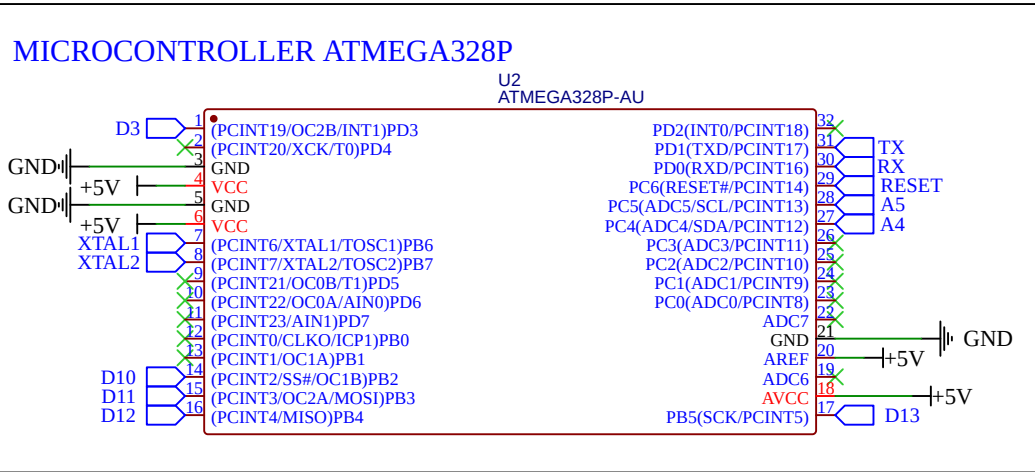 MICROCONTROLLER ATMEGA328P
U2
ATMEGA328P-AU
D3 1 (PCINT19/OC2B/INT1)PD3 PD2(INT0/PCINT18) 32
2 (PCINT20/XCK/T0)PD4 PD1(TXD/PCINT17) 31 TX
GND 3 GND PD0(RXD/PCINT16) 30 RX
+5V 4 VCC PC6(RESET#/PCINT14) 29 RESET
GND 5 GND PC5(ADC5/SCL/PCINT13) 28 A5
+5V 6 VCC PC4(ADC4/SDA/PCINT12) 27 A4
XTAL1 7 (PCINT6/XTAL1/TOSC1)PB6 PC3(ADC3/PCINT11) 26
XTAL2 8 (PCINT7/XTAL2/TOSC2)PB7 PC2(ADC2/PCINT10) 25
9 (PCINT21/OC0B/T1)PD5 PC1(ADC1/PCINT9) 24
10 (PCINT22/OC0A/AIN0)PD6 PC0(ADC0/PCINT8) 23
11 (PCINT23/AIN1)PD7 ADC7 22
12 (PCINT0/CLKO/ICP1)PB0 GND 21 GND
13 (PCINT1/OC1A)PB1 AREF 20 +5V
D10 14 (PCINT2/SS#/OC1B)PB2 ADC6 19
D11 15 (PCINT3/OC2A/MOSI)PB3 AVCC 18 +5V
D12 16 (PCINT4/MISO)PB4 PB5(SCK/PCINT5) 17 D13